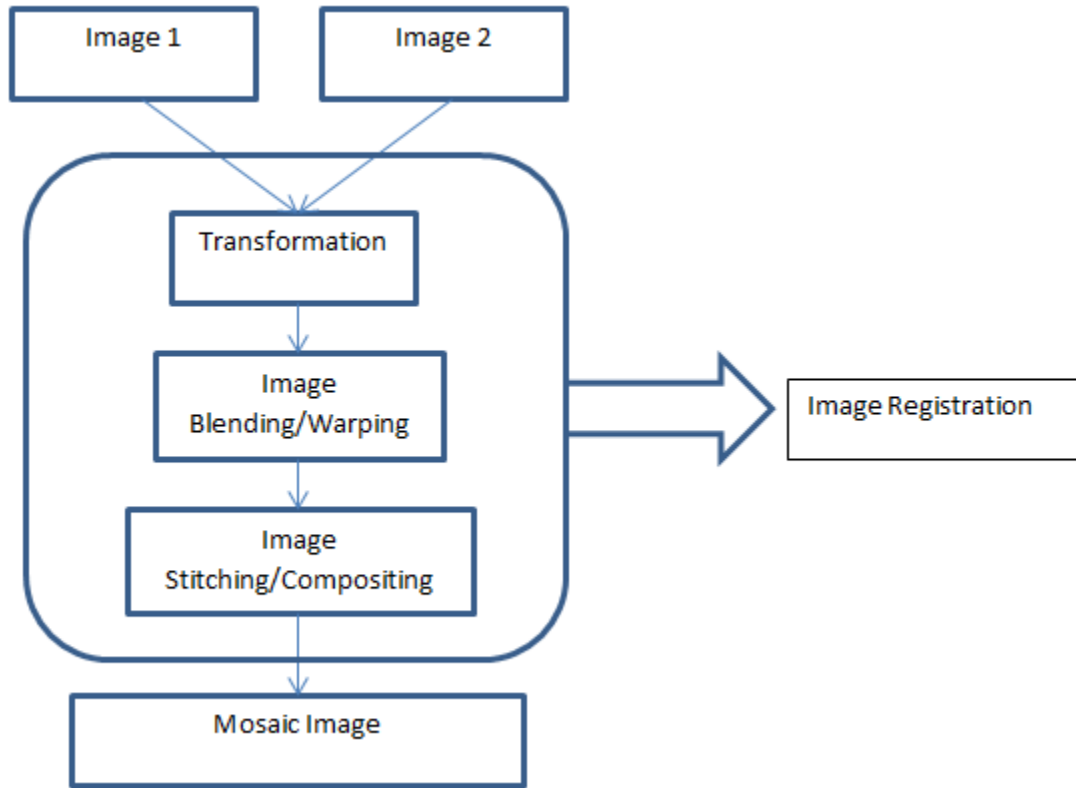 Image 1
Image 2
Transformation
Image
Blending/Warping
Image Registration
Image
Stitching/Compositing
Mosaic Image